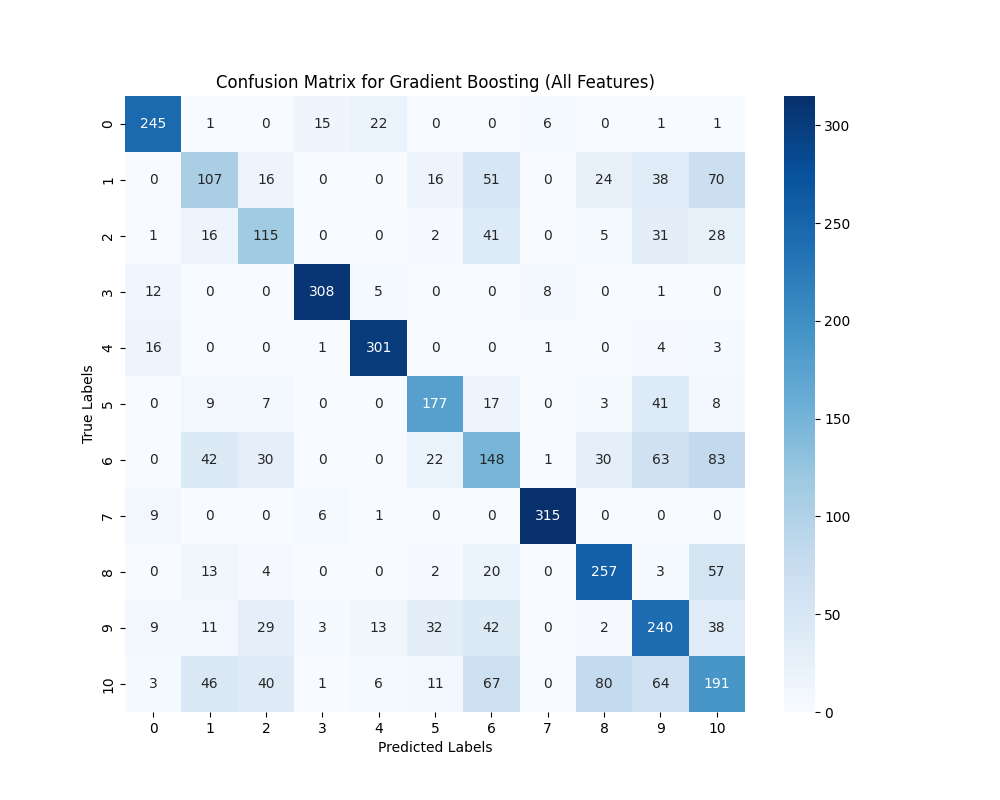 Confusion Matrix for Gradient Boosting (All Features)
True Labels
0 245 1 0 15 22 0 0 6 0 1 1
1 0 107 16 0 0 16 51 0 24 38 70
2 1 16 115 0 0 2 41 0 5 31 28
3 12 0 0 308 5 0 0 8 0 1 0
4 16 0 0 1 301 0 0 1 0 4 3
5 0 9 7 0 0 177 17 0 3 41 8
6 0 42 30 0 0 22 148 1 30 63 83
7 9 0 0 6 1 0 0 315 0 0 0
8 0 13 4 0 0 2 20 0 257 3 57
9 9 11 29 3 13 32 42 0 2 240 38
10 3 46 40 1 6 11 67 0 80 64 191
0 1 2 3 4 5 6 7 8 9 10
Predicted Labels
300
250
200
150
100
50
0